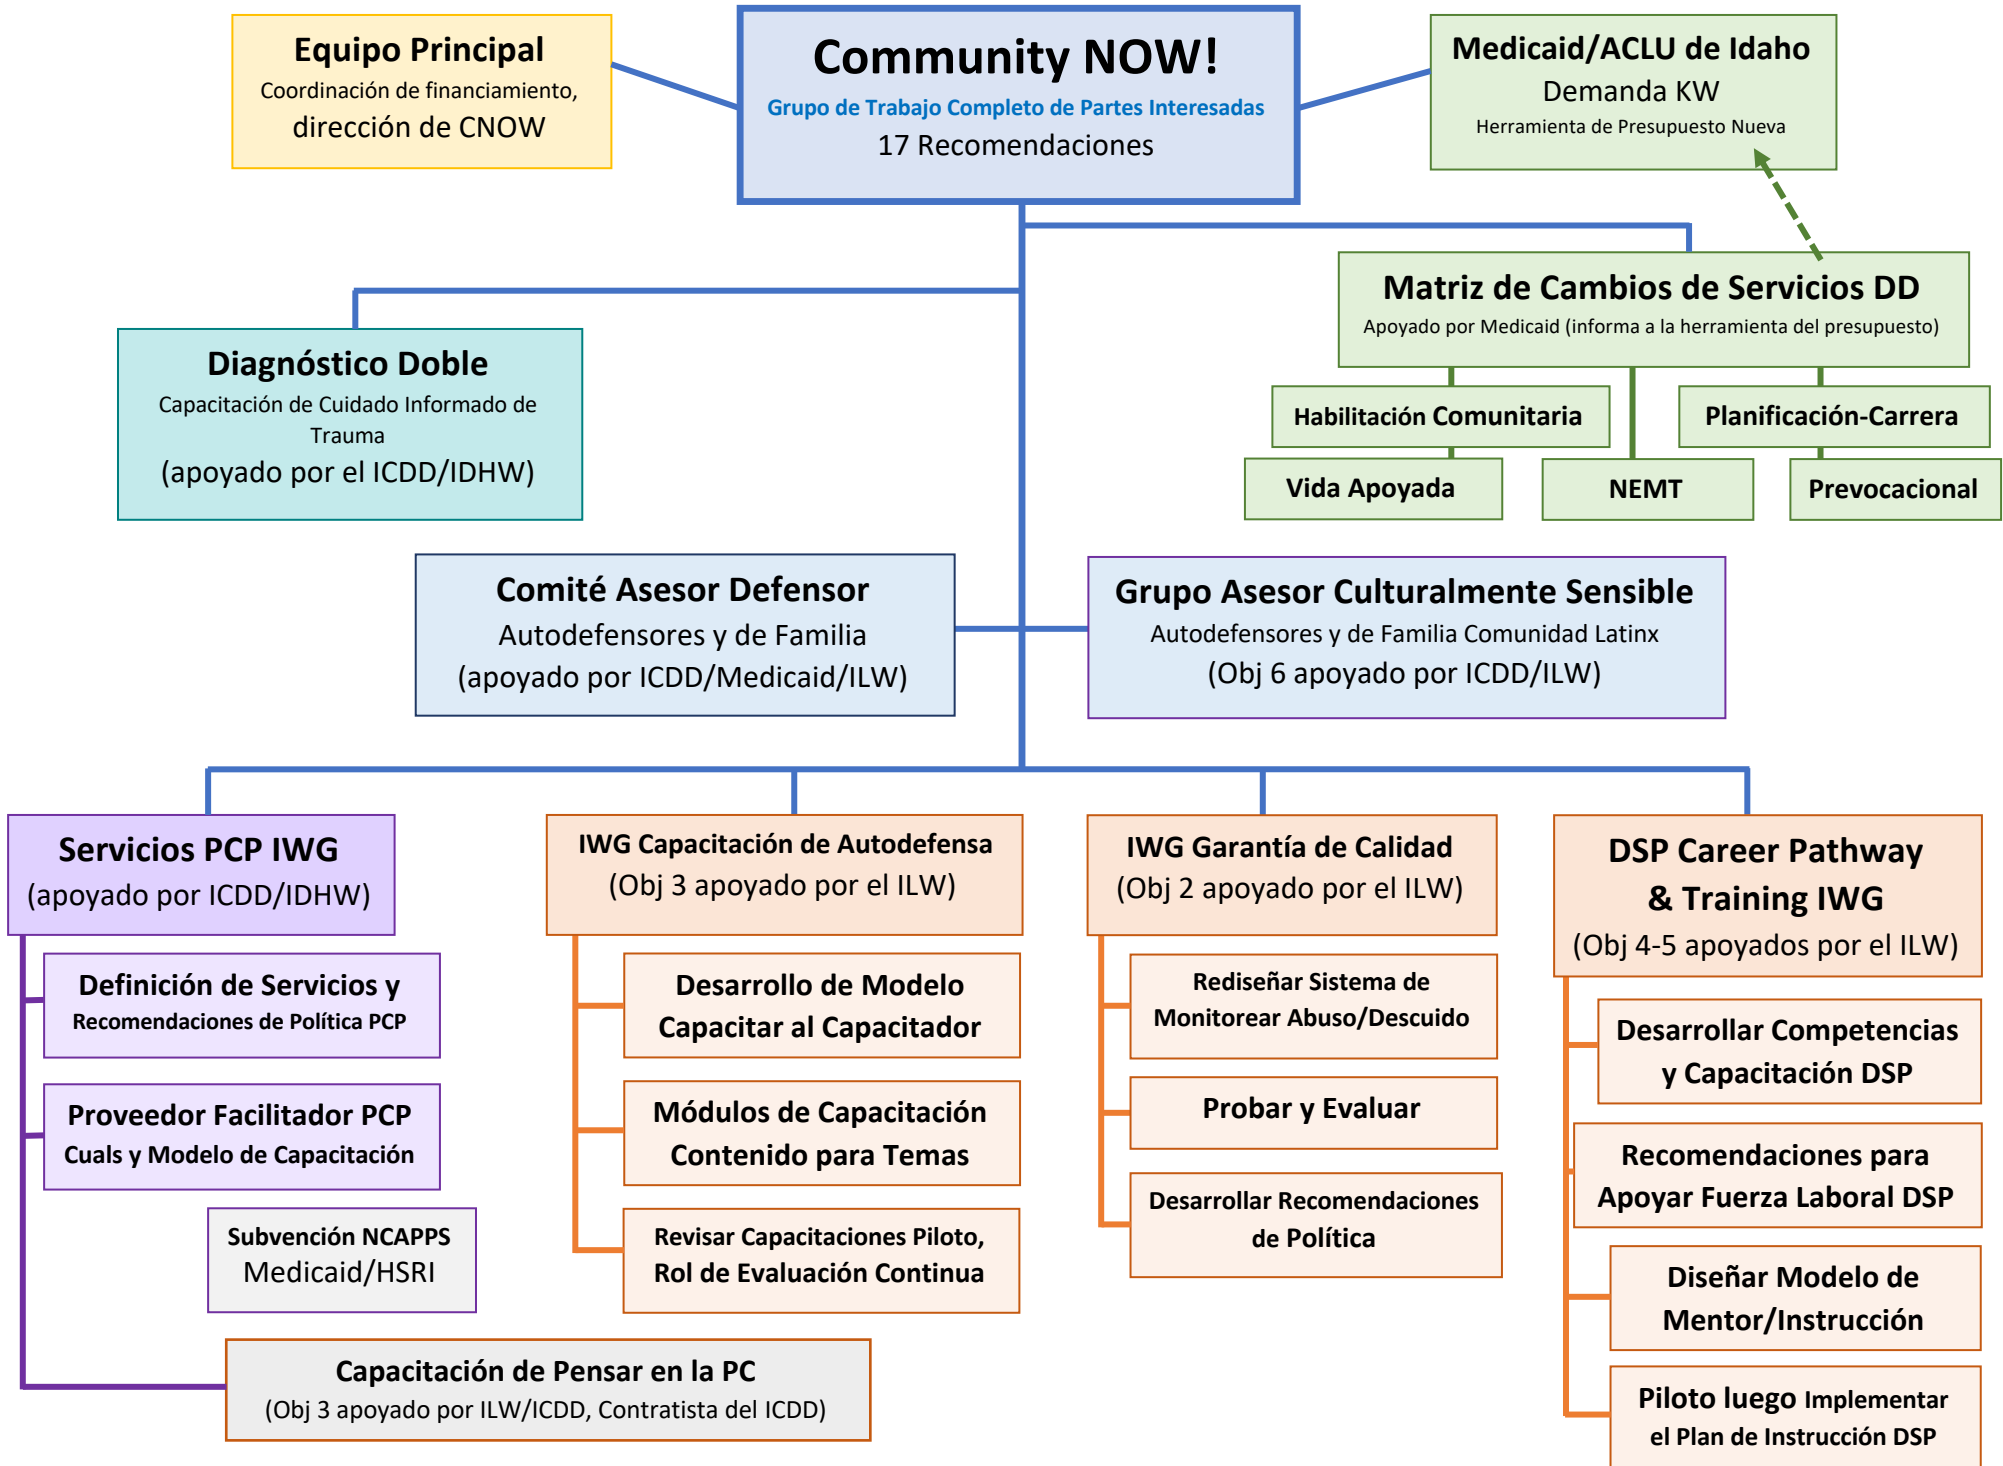 Equipo Principal
Coordinación de financiamiento,
dirección de CNOW
Community NOW!
Grupo de Trabajo Completo de Partes Interesadas
17 Recomendaciones
Medicaid/ACLU de Idaho
Demanda KW
Herramienta de Presupuesto Nueva
Matriz de Cambios de Servicios DD
Apoyado por Medicaid (informa a la herramienta del presupuesto)
Habilitación Comunitaria
Planificación-Carrera
Vida Apoyada
NEMT
Prevocacional
Diagnóstico Doble
Capacitación de Cuidado Informado de
Trauma
(apoyado por el ICDD/IDHW)
Comité Asesor Defensor
Autodefensores y de Familia
(apoyado por ICDD/Medicaid/ILW)
Grupo Asesor Culturalmente Sensible
Autodefensores y de Familia Comunidad Latinx
(Obj 6 apoyado por ICDD/ILW)
Servicios PCP IWG
(apoyado por ICDD/IDHW)
Definición de Servicios y
Recomendaciones de Política PCP
Proveedor Facilitador PCP
Cuals y Modelo de Capacitación
Subvención NCAPPS
Medicaid/HSRI
Capacitación de Pensar en la PC
(Obj 3 apoyado por ILW/ICDD, Contratista del ICDD)
IWG Capacitación de Autodefensa
(Obj 3 apoyado por el ILW)
Desarrollo de Modelo
Capacitar al Capacitador
Módulos de Capacitación
Contenido para Temas
Revisar Capacitaciones Piloto,
Rol de Evaluación Continua
IWG Garantía de Calidad
(Obj 2 apoyado por el ILW)
Rediseñar Sistema de
Monitorear Abuso/Descuido
Probar y Evaluar
Desarrollar Recomendaciones
de Política
DSP Career Pathway
& Training IWG
(Obj 4-5 apoyados por el ILW)
Desarrollar Competencias
y Capacitación DSP
Recomendaciones para
Apoyar Fuerza Laboral DSP
Diseñar Modelo de
Mentor/Instrucción
Piloto luego Implementar
el Plan de Instrucción DSP